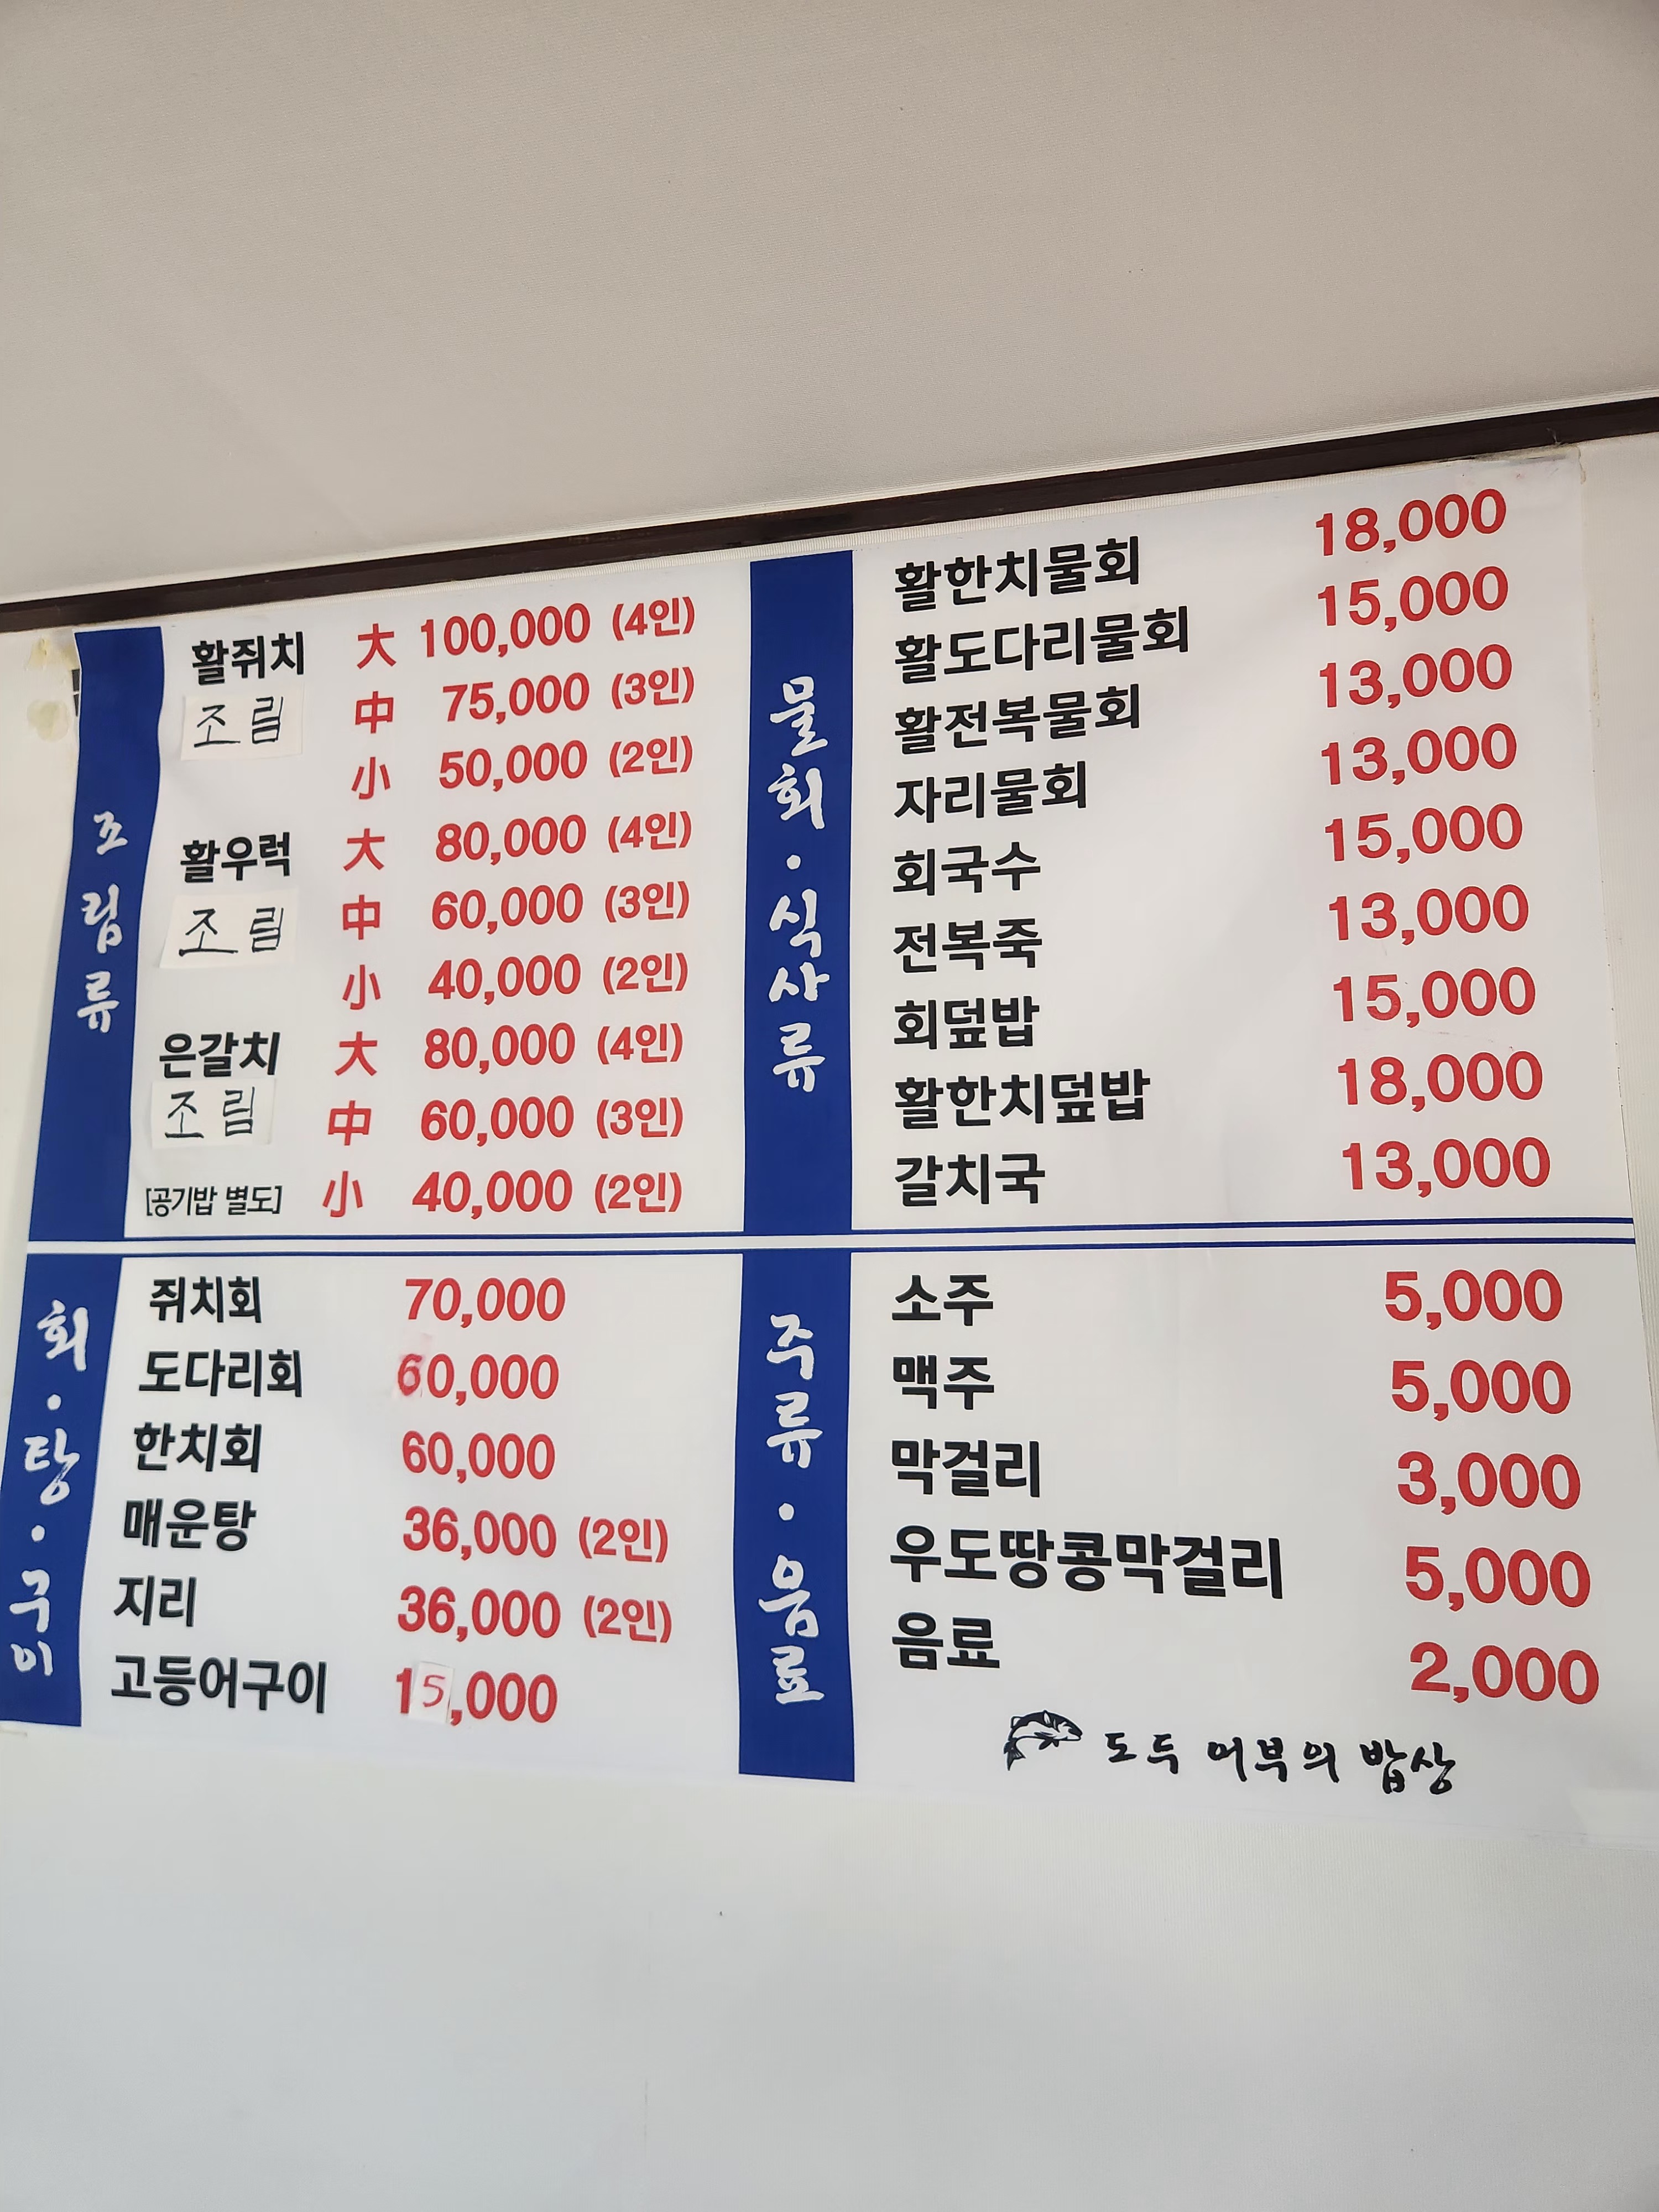 조림류
활쥐치 大 100,000 (4인)
조림 中 75,000 (3인)
小 50,000 (2인)
활우럭 大 80,000 (4인)
조림 中 60,000 (3인)
小 40,000 (2인)
은갈치 大 80,000 (4인)
조림 中 60,000 (3인)
[공기밥 별도] 小 40,000 (2인)
물회·식사류
활한치물회 18,000
활도다리물회 15,000
활전복물회 13,000
자리물회 13,000
회국수 15,000
전복죽 13,000
회덮밥 15,000
활한치덮밥 18,000
갈치국 13,000
회·탕·구이
쥐치회 70,000
도다리회 60,000
한치회 60,000
매운탕 36,000 (2인)
지리 36,000 (2인)
고등어구이 15,000
주류·음료
소주 5,000
맥주 5,000
막걸리 3,000
우도땅콩막걸리 5,000
음료 2,000
도두 어부의 밥상